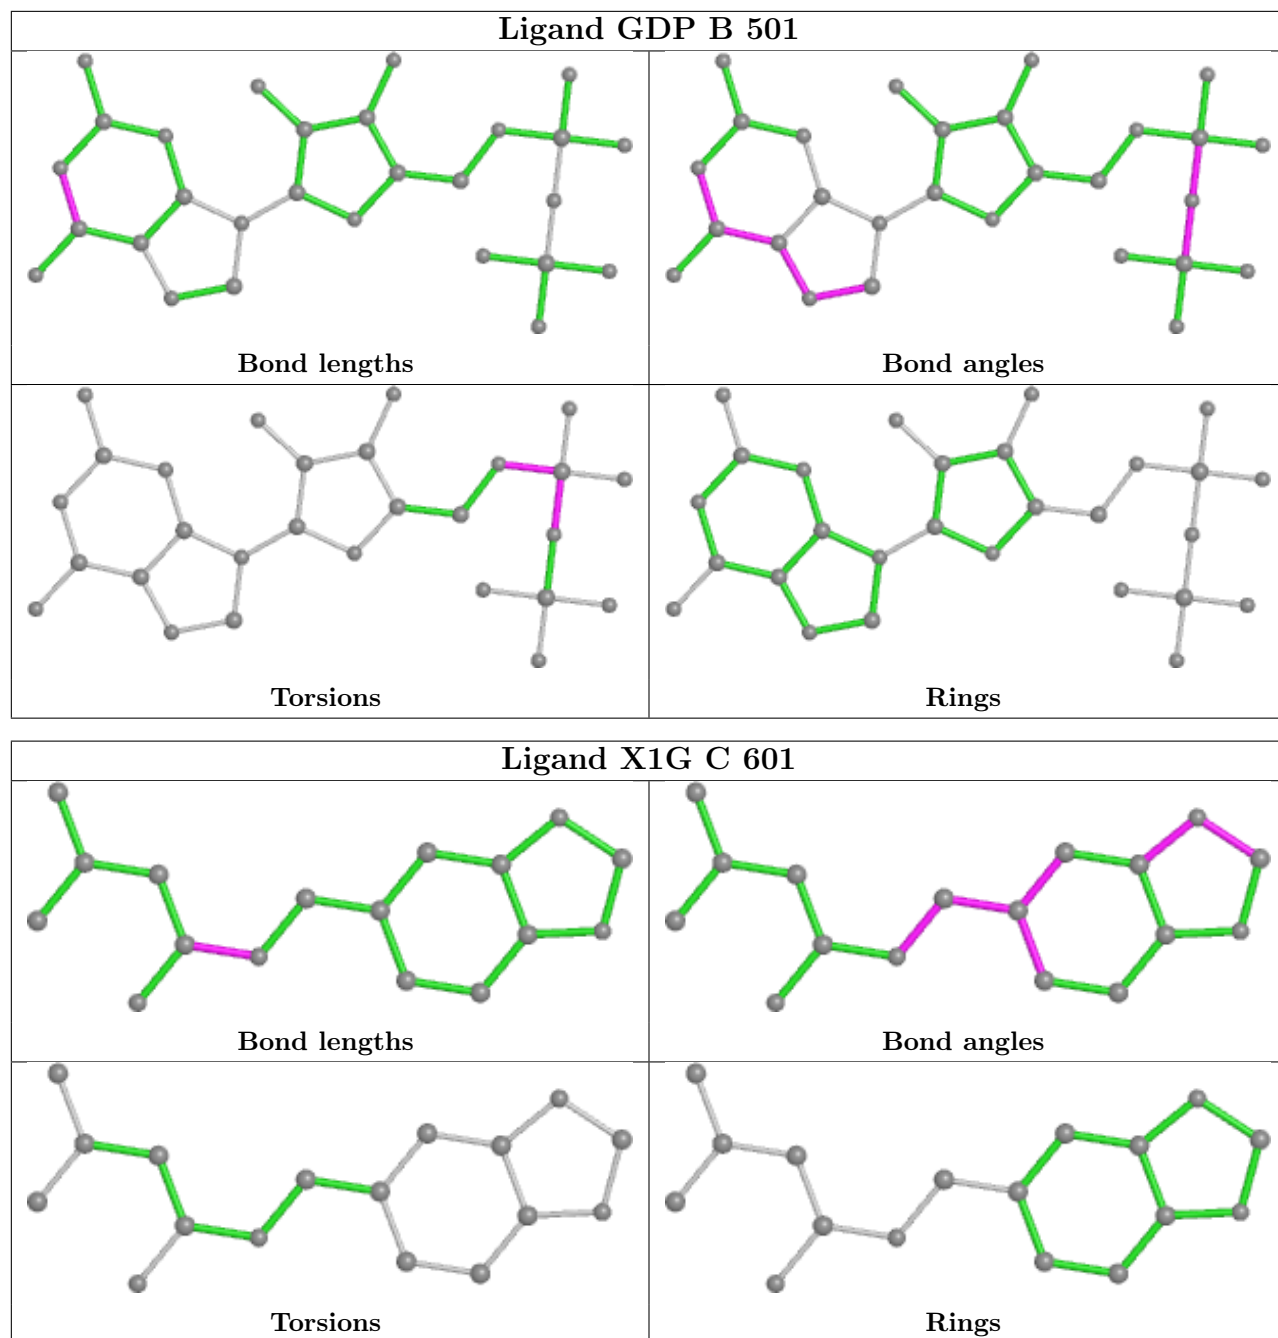 Ligand GDP B 501
Bond lengths
Bond angles
Torsions
Rings
Ligand X1G C 601
Bond lengths
Bond angles
Torsions
Rings